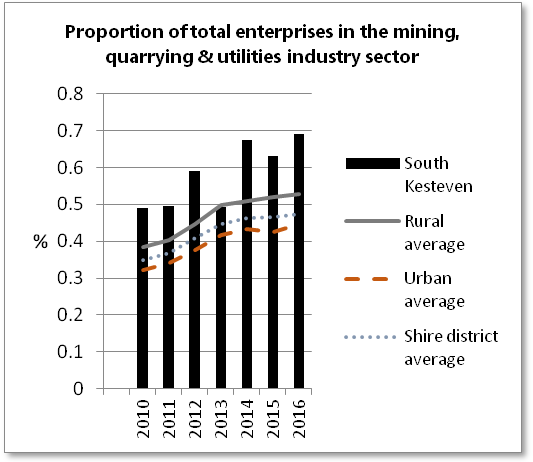 Proportion of total enterprises in the mining,
quarrying & utilities industry sector
0.8
0.7
0.6
0.5
0.4
0.3
0.2
0.1
0
%
2010
2011
2012
2013
2014
2015
2016
South
Kesteven
Rural
average
Urban
average
Shire district
average